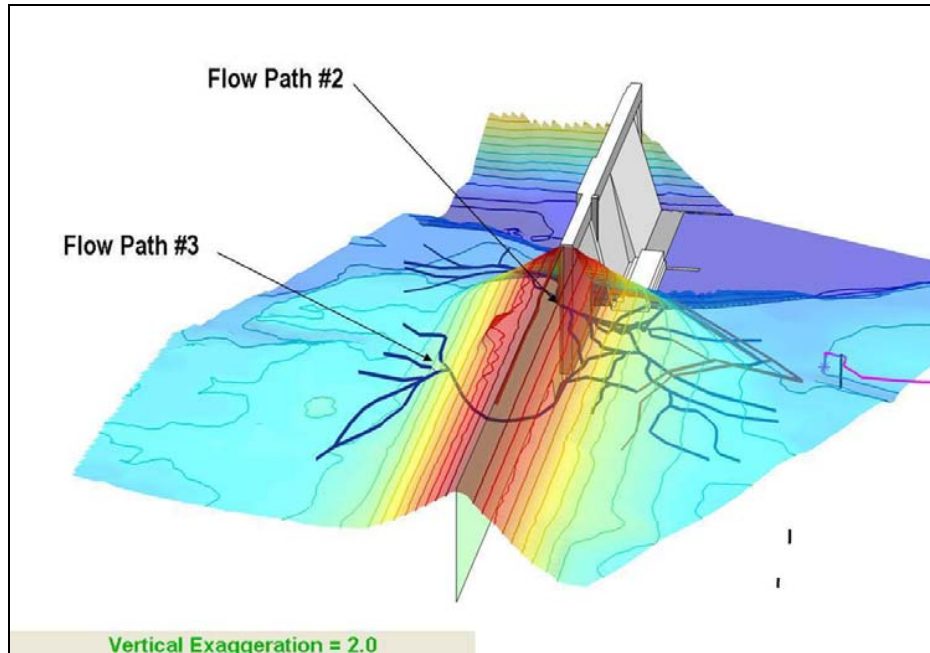 Flow Path #2
Flow Path #3
Vertical Exaggeration = 2.0